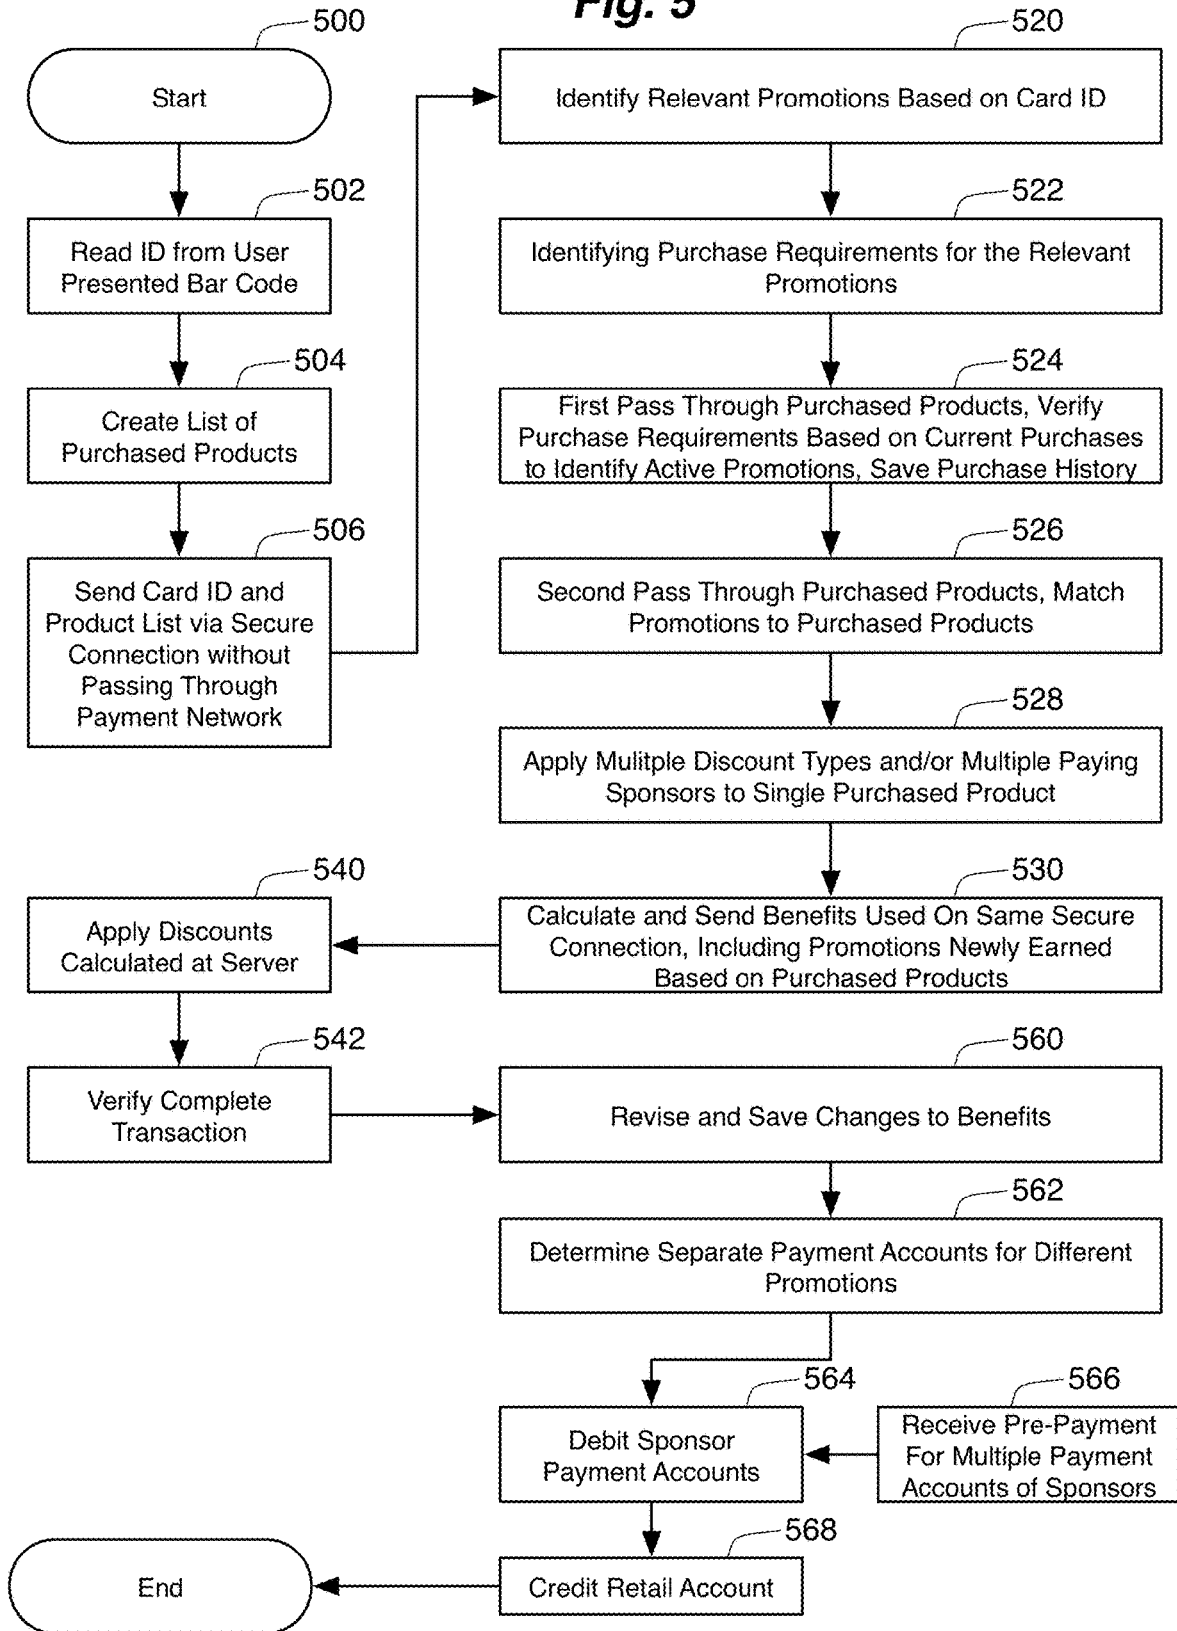 Fig. 5
500
Start
502
Read ID from User
Presented Bar Code
504
Create List of
Purchased Products
506
Send Card ID and
Product List via Secure
Connection without
Passing Through
Payment Network
520
Identify Relevant Promotions Based on Card ID
522
Identifying Purchase Requirements for the Relevant
Promotions
524
First Pass Through Purchased Products, Verify
Purchase Requirements Based on Current Purchases
to Identify Active Promotions, Save Purchase History
526
Second Pass Through Purchased Products, Match
Promotions to Purchased Products
528
Apply Mulitple Discount Types and/or Multiple Paying
Sponsors to Single Purchased Product
530
Calculate and Send Benefits Used On Same Secure
Connection, Including Promotions Newly Earned
Based on Purchased Products
540
Apply Discounts
Calculated at Server
542
Verify Complete
Transaction
560
Revise and Save Changes to Benefits
562
Determine Separate Payment Accounts for Different
Promotions
564
Debit Sponsor
Payment Accounts
566
Receive Pre-Payment
For Multiple Payment
Accounts of Sponsors
568
Credit Retail Account
End